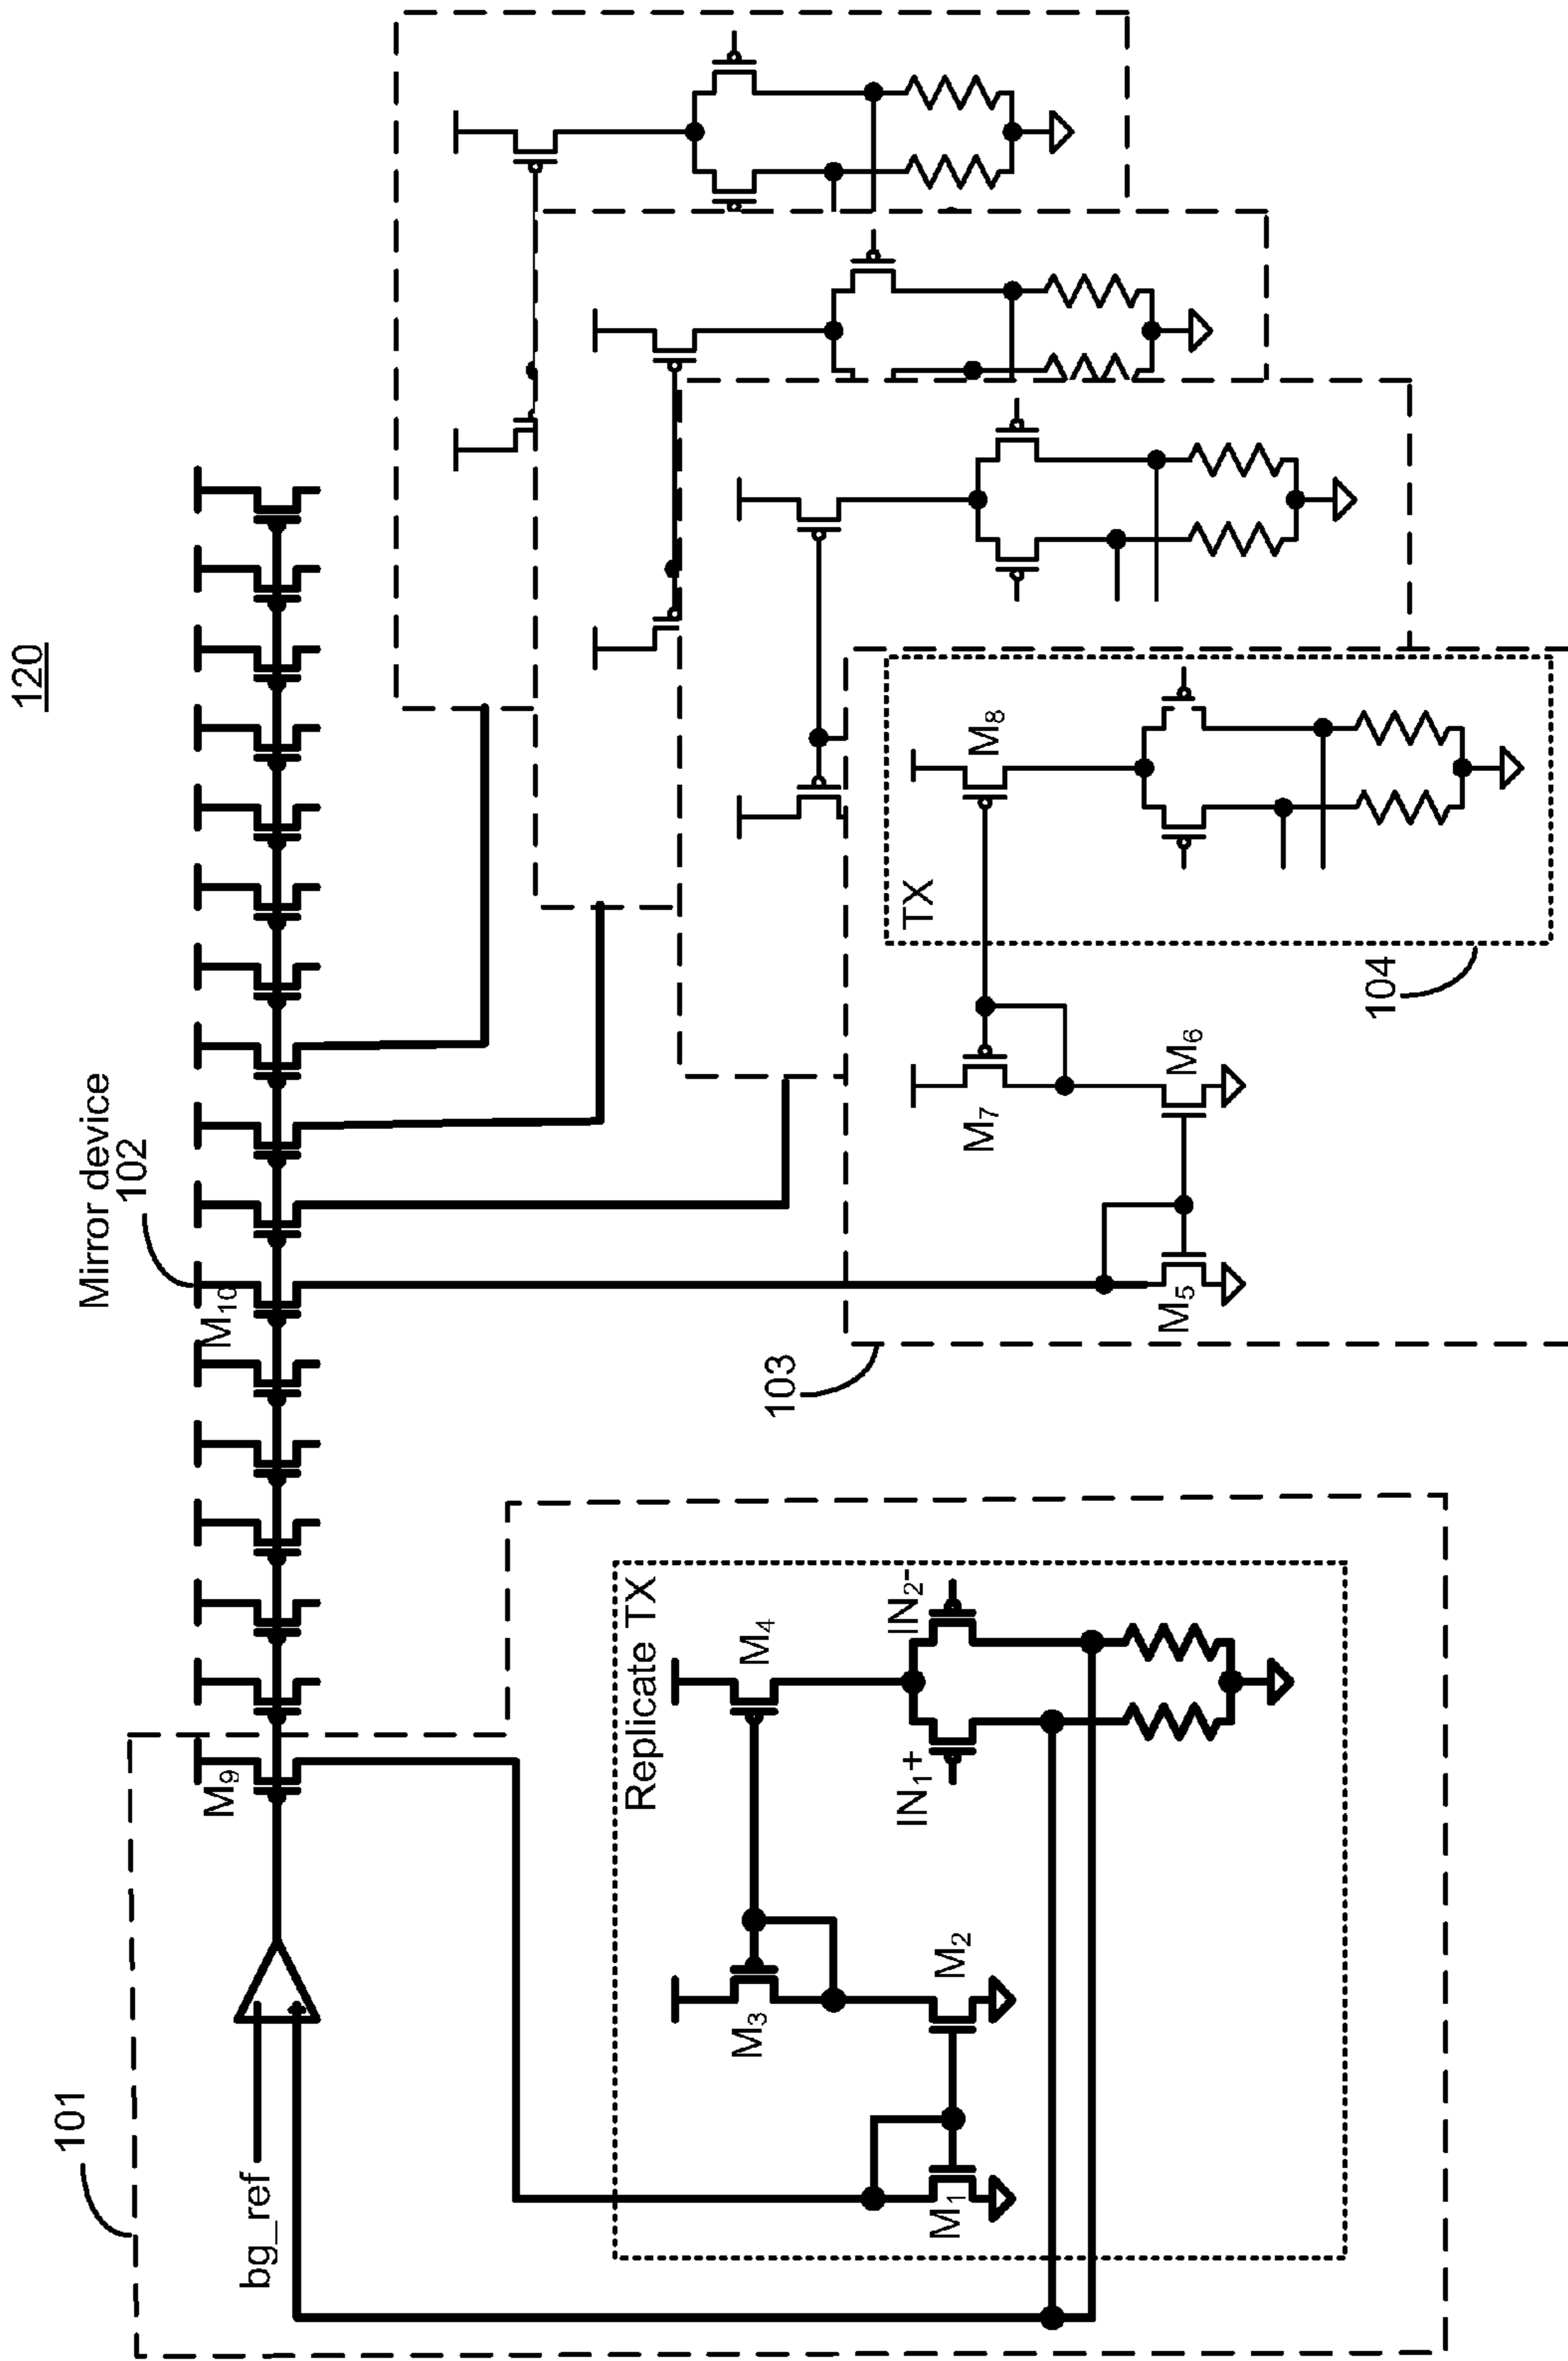 120
101
bg_ref
M₉
M₁₀
Mirror device
102
Replicate TX
M₁
M₂
M₃
M₄
IN₁+
IN₂-
103
M₅
M₆
M₇
TX
M₈
104